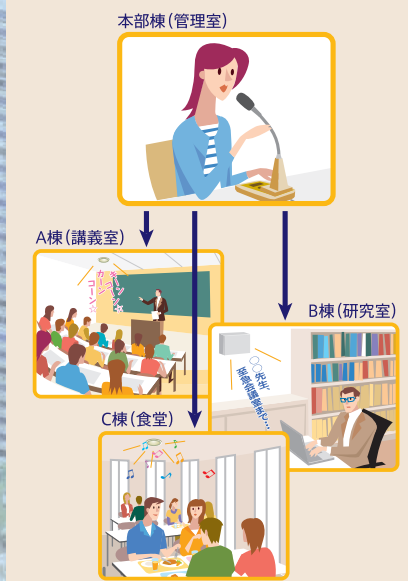 本部棟(管理室)
A棟(講義室)
キーンコーン
カーンコーン☆
B棟(研究室)
○○先生、
至急会議室まで…
C棟(食堂)